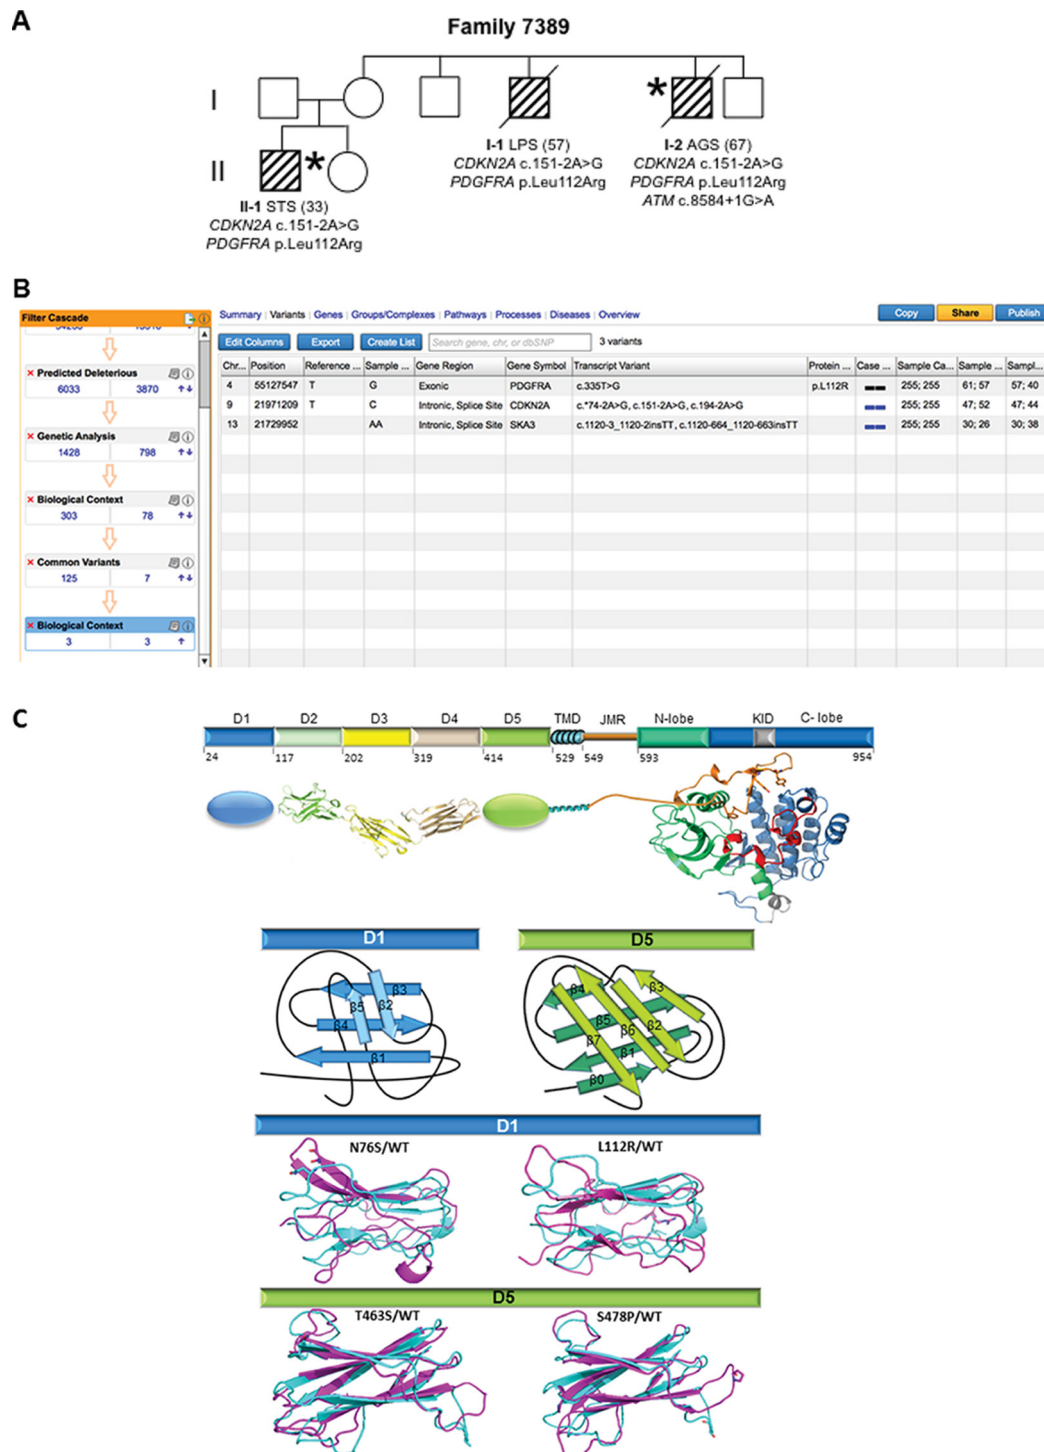 A
Family 7389
I
*
I-1 LPS (57)
CDKN2A c.151-2A>G
PDGFRA p.Leu112Arg
I-2 AGS (67)
CDKN2A c.151-2A>G
PDGFRA p.Leu112Arg
ATM c.8584+1G>A
II
*
II-1 STS (33)
CDKN2A c.151-2A>G
PDGFRA p.Leu112Arg
B
Filter Cascade
Predicted Deleterious
6033 3870
Genetic Analysis
1428 798
Biological Context
303 78
Common Variants
125 7
Biological Context
3 3
Summary | Variants | Genes | Groups/Complexes | Pathways | Processes | Diseases | Overview
Copy Share Publish
Edit Columns Export Create List Search gene, chr, or dbSNP 3 variants
Chr... Position Reference ... Sample ... Gene Region Gene Symbol Transcript Variant Protein ... Case ... Sample Ca... Sample ... Sampl...
4 55127547 T G Exonic PDGFRA c.335T>G p.L112R 255; 255 61; 57 57; 40
9 21971209 T C Intronic, Splice Site CDKN2A c.*74-2A>G, c.151-2A>G, c.194-2A>G 255; 255 47; 52 47; 44
13 21729952 AA Intronic, Splice Site SKA3 c.1120-3_1120-2insTT, c.1120-664_1120-663insTT 255; 255 30; 26 30; 38
C
D1 D2 D3 D4 D5 TMD JMR N-lobe KID C- lobe
24 117 202 319 414 529 549 593 954
D1
β3
β5
β2
β4
β1
D5
β4
β3
β5
β6
β2
β7
β1
β0
D1
N76S/WT L112R/WT
D5
T463S/WT S478P/WT